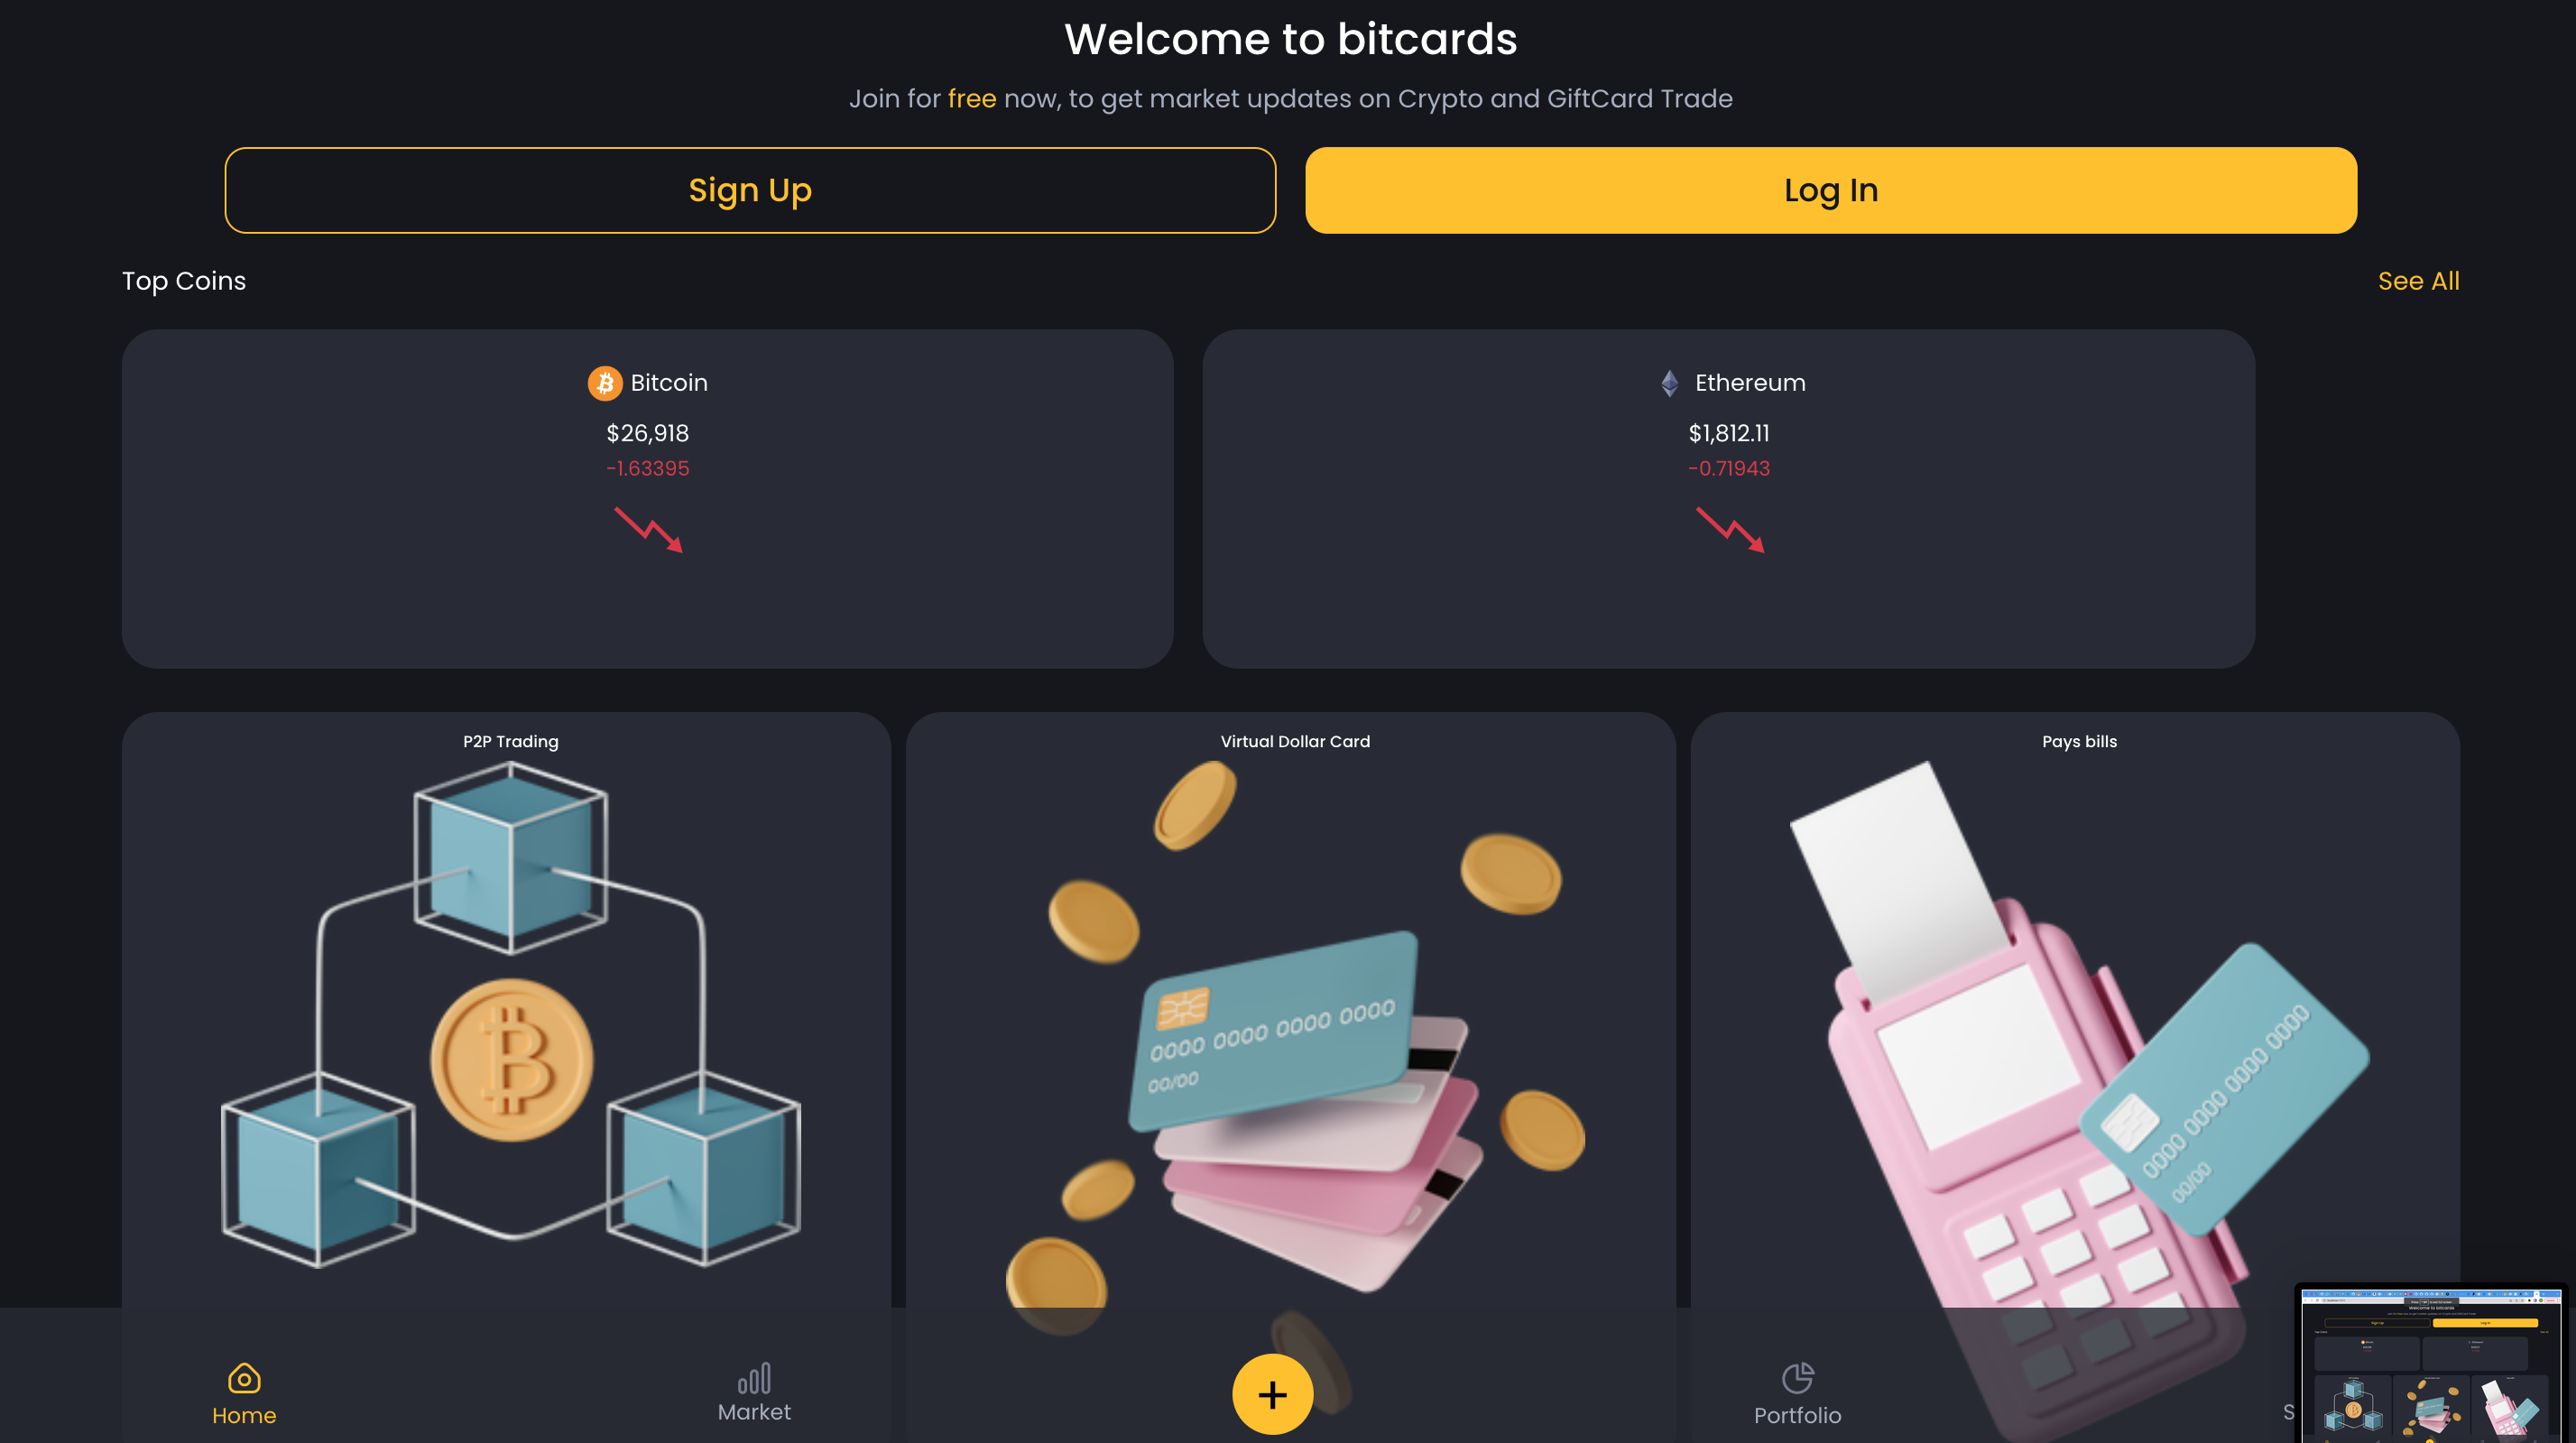 Welcome to bitcards
Join for free now, to get market updates on Crypto and GiftCard Trade
Sign Up
Log In
Top Coins
See All
Bitcoin
$26,918
-1.63395
Ethereum
$1,812.11
-0.71943
P2P Trading
Virtual Dollar Card
Pays bills
0000 0000 0000 0000
00/00
0000 0000 0000 0000
00/00
Home
Market
+
Portfolio
S